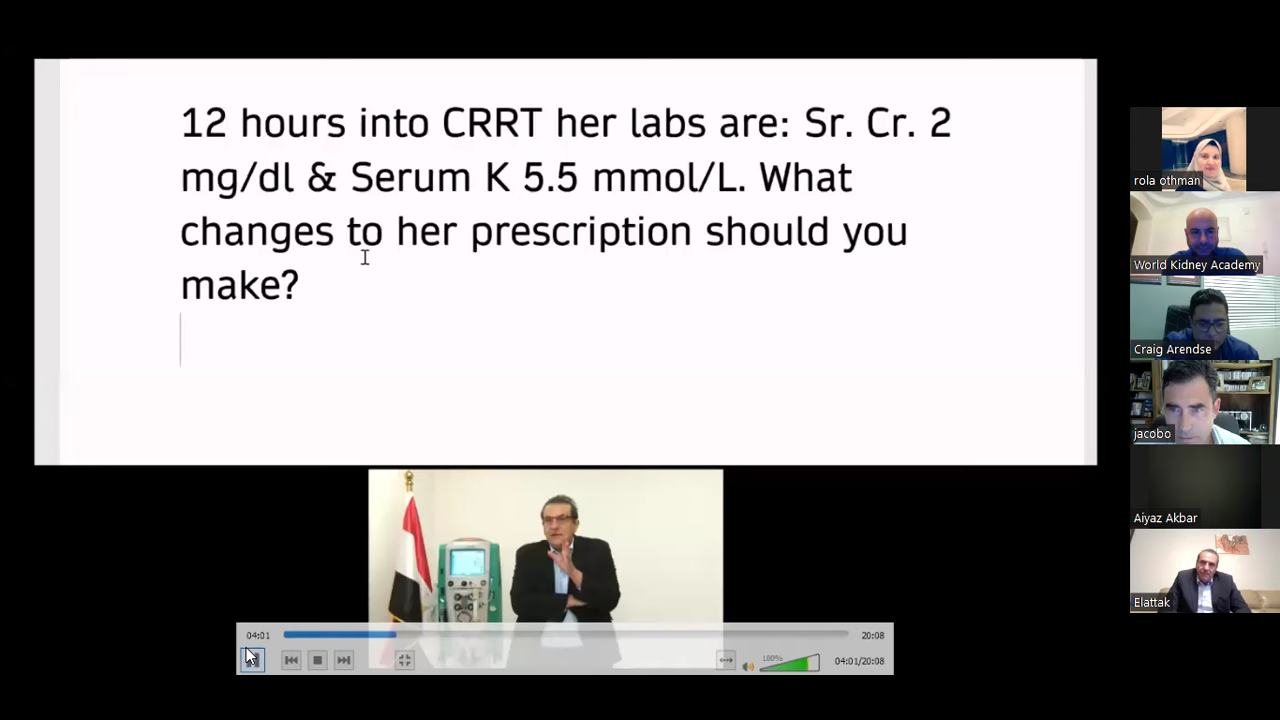 12 hours into CRRT her labs are: Sr. Cr. 2
mg/dl & Serum K 5.5 mmol/L. What
changes to her prescription should you
make?
rola othman
World Kidney Academy
Craig Arendse
jacobo
Aiyaz Akbar
Elattak
04:01
20:08
100%
04:01/20:08